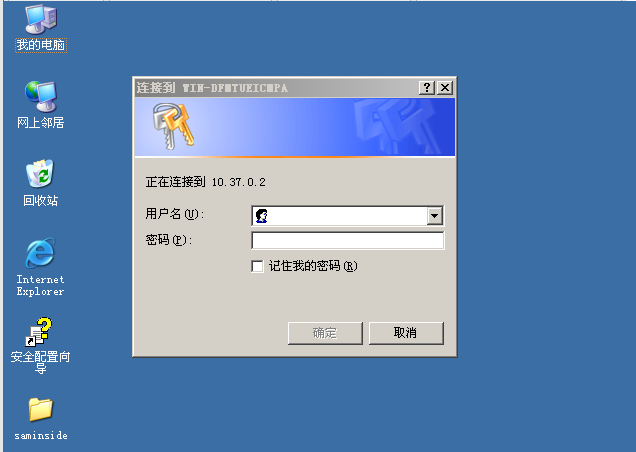 我的电脑
网上邻居
回收站
Internet
Explorer
安全配置向
导
saminside
连接到 WIN-DFMTUEICMPA
正在连接到 10.37.0.2
用户名(U):
密码(P):
记住我的密码(R)
确定
取消